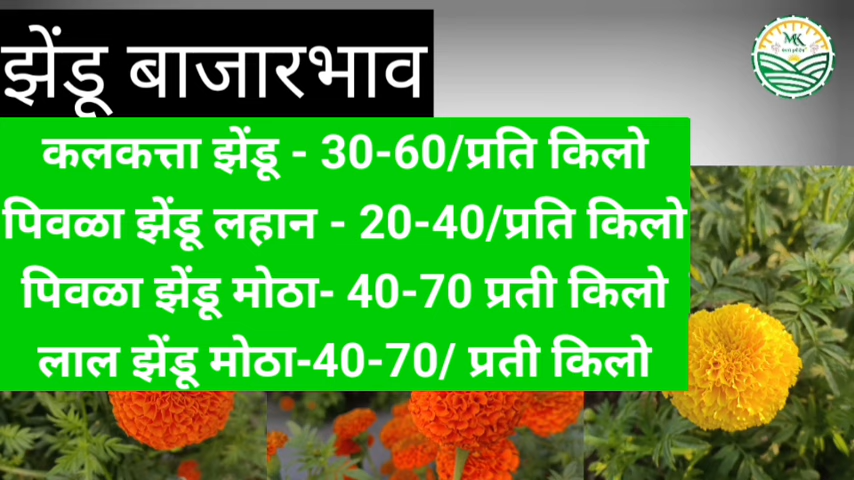 झेंडू बाजारभाव
MK
कलकत्ता झेंडू - 30-60/प्रति किलो
पिवळा झेंडू लहान - 20-40/प्रति किलो
पिवळा झेंडू मोठा- 40-70 प्रती किलो
लाल झेंडू मोठा-40-70/ प्रती किलो